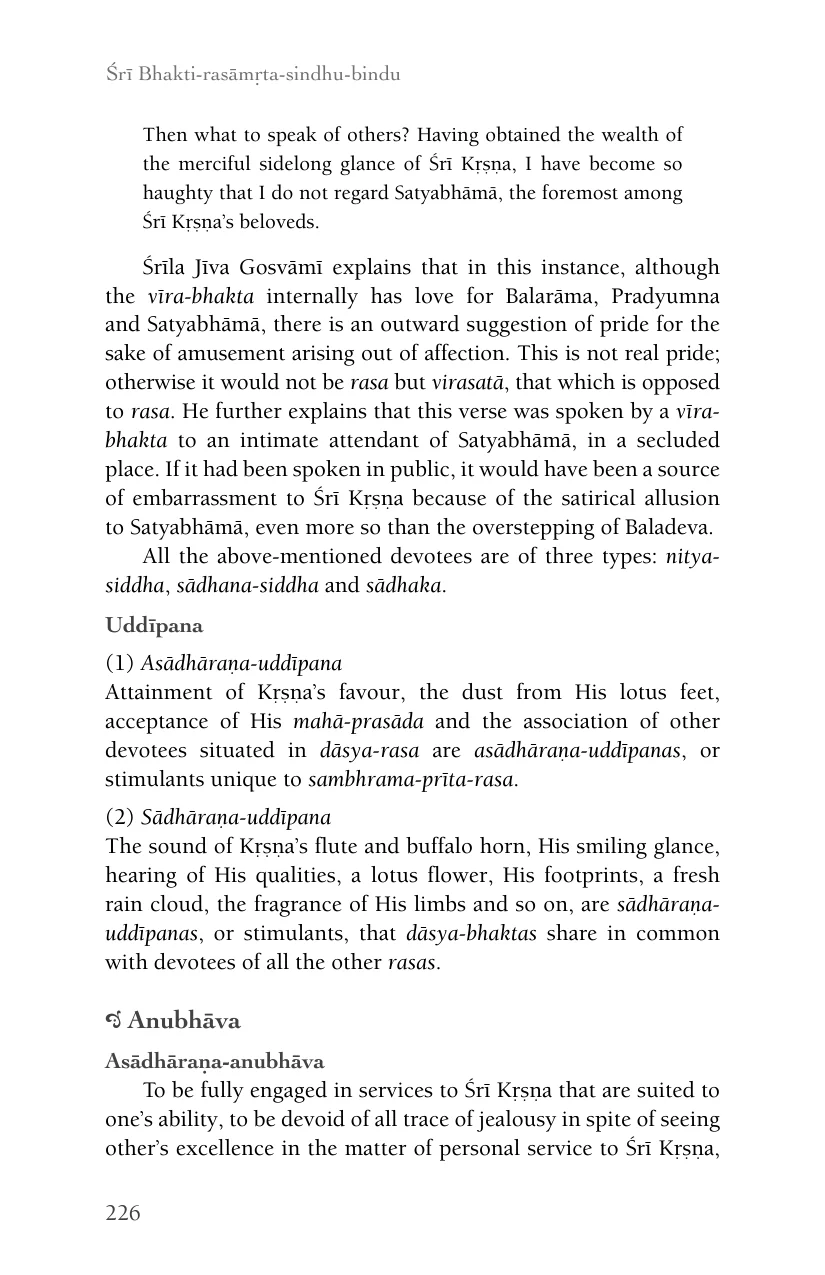 Śrī Bhakti-rasāmṛta-sindhu-bindu
Then what to speak of others? Having obtained the wealth of
the merciful sidelong glance of Śrī Kṛṣṇa, I have become so
haughty that I do not regard Satyabhāmā, the foremost among
Śrī Kṛṣṇa’s beloveds.
Śrīla Jīva Gosvāmī explains that in this instance, although
the vīra-bhakta internally has love for Balarāma, Pradyumna
and Satyabhāmā, there is an outward suggestion of pride for the
sake of amusement arising out of affection. This is not real pride;
otherwise it would not be rasa but virasatā, that which is opposed
to rasa. He further explains that this verse was spoken by a vīra-
bhakta to an intimate attendant of Satyabhāmā, in a secluded
place. If it had been spoken in public, it would have been a source
of embarrassment to Śrī Kṛṣṇa because of the satirical allusion
to Satyabhāmā, even more so than the overstepping of Baladeva.
All the above-mentioned devotees are of three types: nitya-
siddha, sādhana-siddha and sādhaka.
Uddīpana
(1) Asādhāraṇa-uddīpana
Attainment of Kṛṣṇa’s favour, the dust from His lotus feet,
acceptance of His mahā-prasāda and the association of other
devotees situated in dāsya-rasa are asādhāraṇa-uddīpanas, or
stimulants unique to sambhrama-prīta-rasa.
(2) Sādhāraṇa-uddīpana
The sound of Kṛṣṇa’s flute and buffalo horn, His smiling glance,
hearing of His qualities, a lotus flower, His footprints, a fresh
rain cloud, the fragrance of His limbs and so on, are sādhāraṇa-
uddīpanas, or stimulants, that dāsya-bhaktas share in common
with devotees of all the other rasas.
Anubhāva
Asādhāraṇa-anubhāva
To be fully engaged in services to Śrī Kṛṣṇa that are suited to
one’s ability, to be devoid of all trace of jealousy in spite of seeing
other’s excellence in the matter of personal service to Śrī Kṛṣṇa,
226